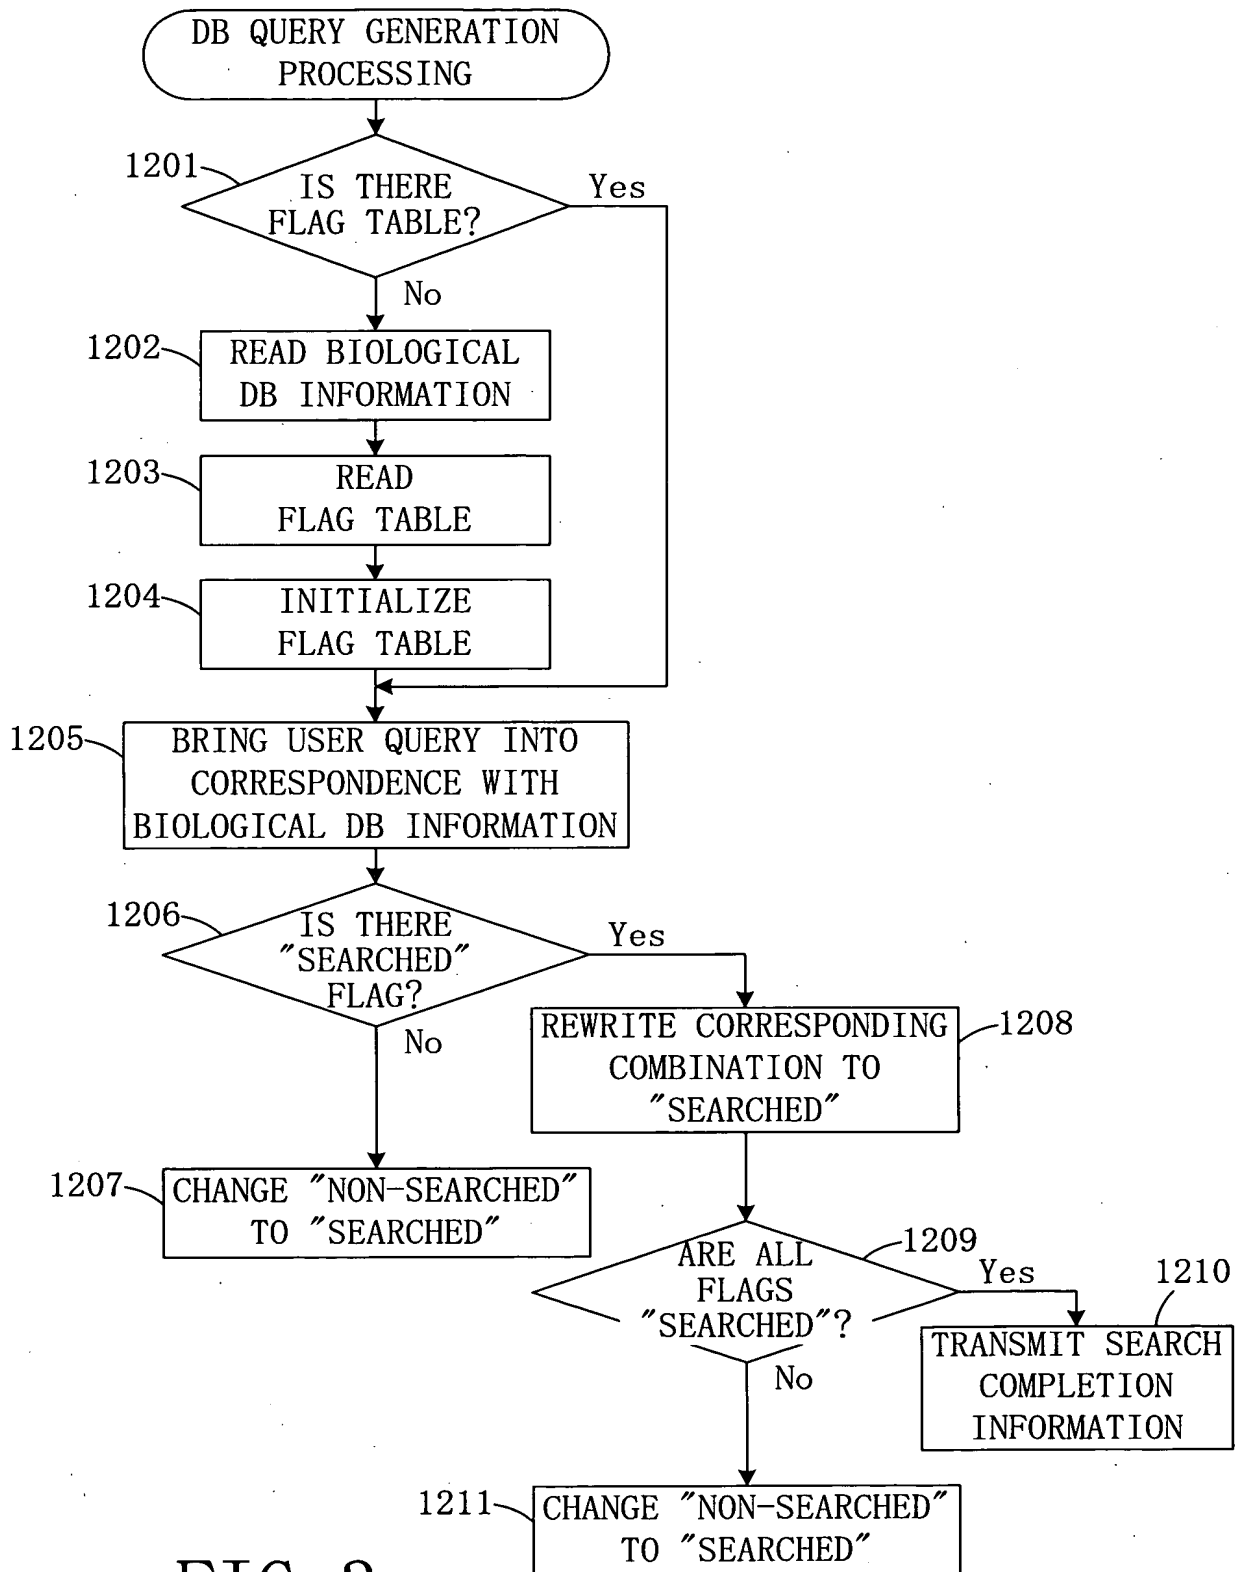 DB QUERY GENERATION
PROCESSING
1201
IS THERE
FLAG TABLE?
Yes
No
1202
READ BIOLOGICAL
DB INFORMATION
1203
READ
FLAG TABLE
1204
INITIALIZE
FLAG TABLE
1205
BRING USER QUERY INTO
CORRESPONDENCE WITH
BIOLOGICAL DB INFORMATION
1206
IS THERE
"SEARCHED"
FLAG?
Yes
No
REWRITE CORRESPONDING
COMBINATION TO
"SEARCHED"
1208
1207
CHANGE "NON-SEARCHED"
TO "SEARCHED"
ARE ALL
FLAGS
"SEARCHED"?
1209
Yes
No
1210
TRANSMIT SEARCH
COMPLETION
INFORMATION
1211
CHANGE "NON-SEARCHED"
TO "SEARCHED"